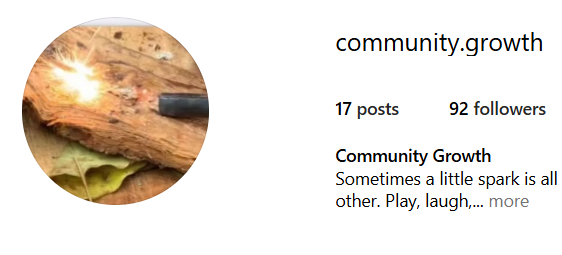 community.growth
17 posts 92 followers
Community Growth
Sometimes a little spark is all
other. Play, laugh,... more